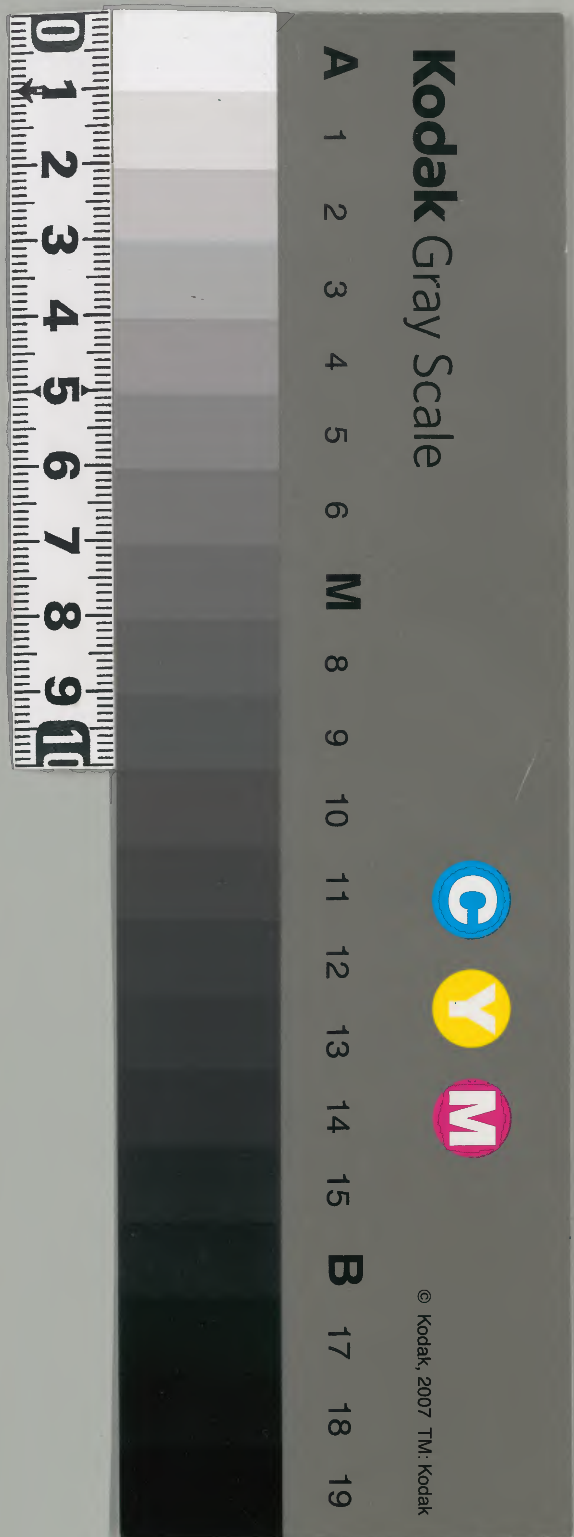 Kodak Gray Scale
C Y M
© Kodak, 2007 TM: Kodak
A 1 2 3 4 5 6 M 8 9 10 11 12 13 14 15 B 17 18 19
0 1 2 3 4 5 6 7 8 9 10